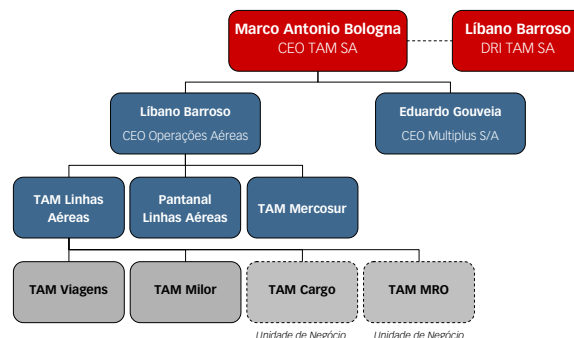 Marco Antonio Bologna
CEO TAM SA
Líbano Barroso
DRI TAM SA
Líbano Barroso
CEO Operações Aéreas
Eduardo Gouveia
CEO Multiplus S/A
TAM Linhas
Aéreas
Pantanal
Linhas Aéreas
TAM Mercosur
TAM Viagens
TAM Milor
TAM Cargo
TAM MRO
Unidade de Negócio
Unidade de Negócio